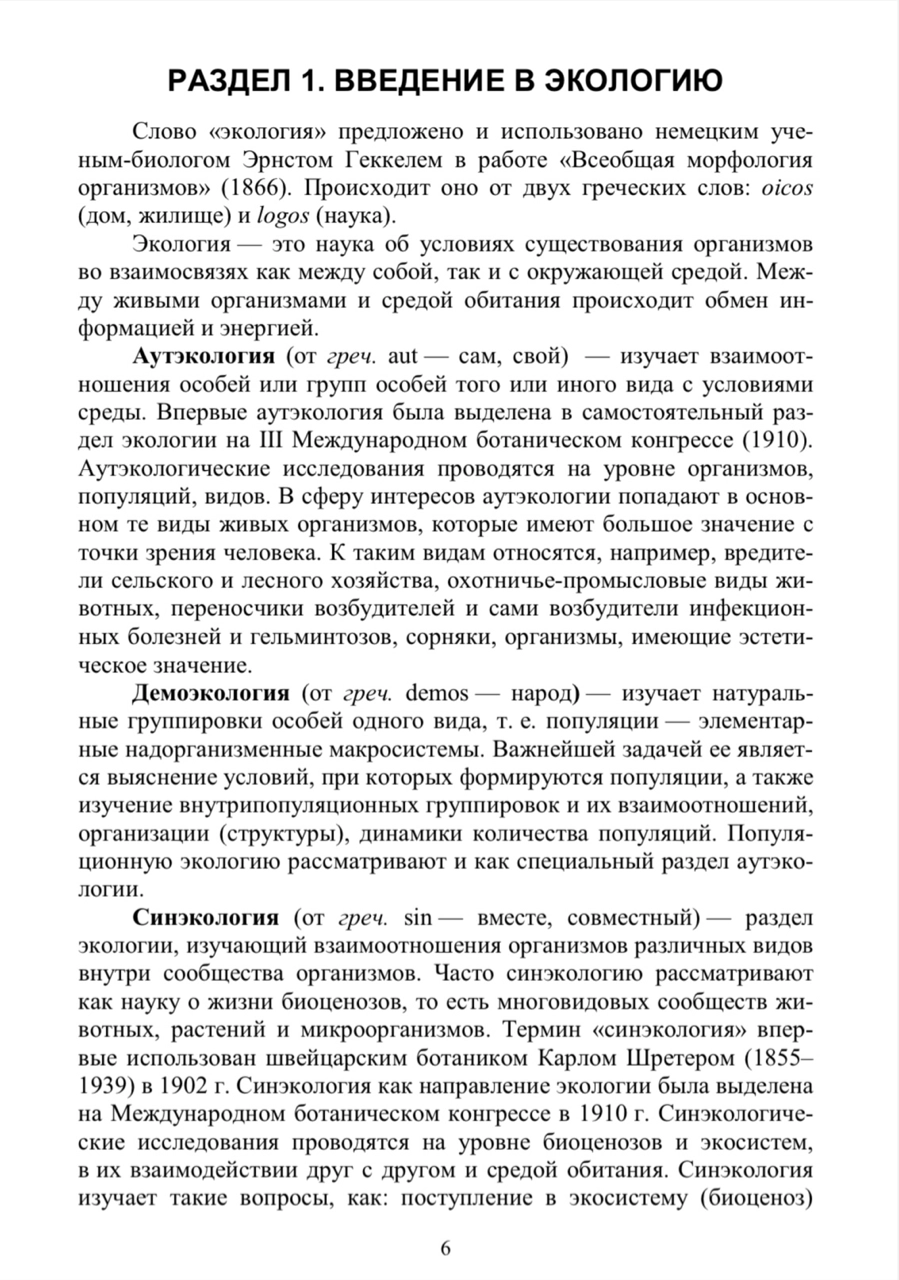 РАЗДЕЛ 1. ВВЕДЕНИЕ В ЭКОЛОГИЮ
Слово «экология» предложено и использовано немецким уче-
ным-биологом Эрнстом Геккелем в работе «Всеобщая морфология
организмов» (1866). Происходит оно от двух греческих слов: oicos
(дом, жилище) и logos (наука).
Экология — это наука об условиях существования организмов
во взаимосвязях как между собой, так и с окружающей средой. Меж-
ду живыми организмами и средой обитания происходит обмен ин-
формацией и энергией.
Аутэкология (от греч. aut — сам, свой) — изучает взаимоот-
ношения особей или групп особей того или иного вида с условиями
среды. Впервые аутэкология была выделена в самостоятельный раз-
дел экологии на III Международном ботаническом конгрессе (1910).
Аутэкологические исследования проводятся на уровне организмов,
популяций, видов. В сферу интересов аутэкологии попадают в основ-
ном те виды живых организмов, которые имеют большое значение с
точки зрения человека. К таким видам относятся, например, вредите-
ли сельского и лесного хозяйства, охотничье-промысловые виды жи-
вотных, переносчики возбудителей и сами возбудители инфекцион-
ных болезней и гельминтозов, сорняки, организмы, имеющие эстети-
ческое значение.
Демоэкология (от греч. demos — народ) — изучает натураль-
ные группировки особей одного вида, т. е. популяции — элементар-
ные надорганизменные макросистемы. Важнейшей задачей ее являет-
ся выяснение условий, при которых формируются популяции, а также
изучение внутрипопуляционных группировок и их взаимоотношений,
организации (структуры), динамики количества популяций. Популя-
ционную экологию рассматривают и как специальный раздел аутэко-
логии.
Синэкология (от греч. sin — вместе, совместный) — раздел
экологии, изучающий взаимоотношения организмов различных видов
внутри сообщества организмов. Часто синэкологию рассматривают
как науку о жизни биоценозов, то есть многовидовых сообществ жи-
вотных, растений и микроорганизмов. Термин «синэкология» впер-
вые использован швейцарским ботаником Карлом Шретером (1855–
1939) в 1902 г. Синэкология как направление экологии была выделена
на Международном ботаническом конгрессе в 1910 г. Синэкологиче-
ские исследования проводятся на уровне биоценозов и экосистем,
в их взаимодействии друг с другом и средой обитания. Синэкология
изучает такие вопросы, как: поступление в экосистему (биоценоз)
6